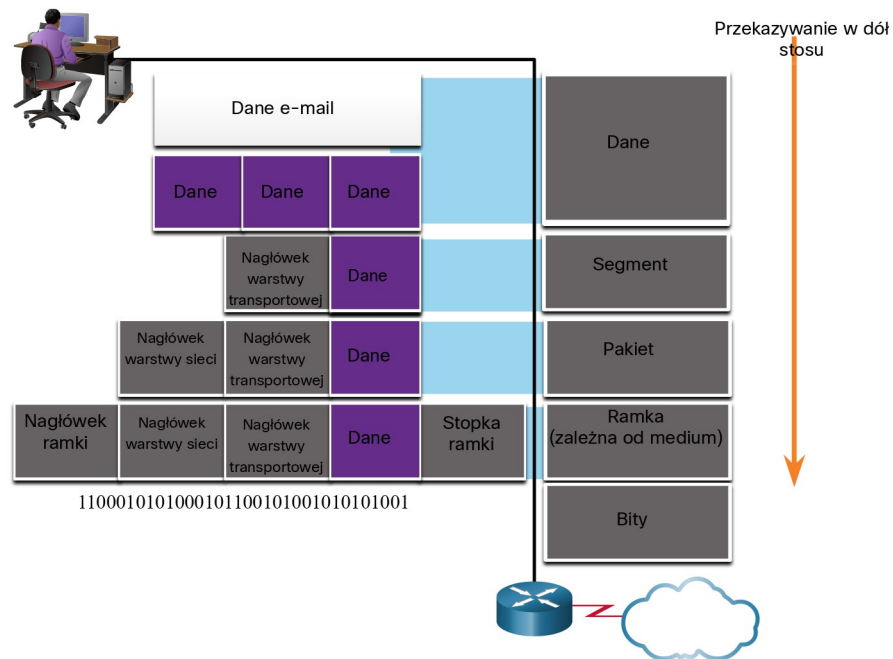 Przekazywanie w dół
stosu
Dane e-mail
Dane
Dane Dane Dane
Nagłówek
warstwy
transportowej
Dane
Segment
Nagłówek
warstwy sieci
Nagłówek
warstwy
transportowej
Dane
Pakiet
Nagłówek
ramki
Nagłówek
warstwy sieci
Nagłówek
warstwy
transportowej
Dane
Stopka
ramki
Ramka
(zależna od medium)
110001010100010110010101001010101001
Bity